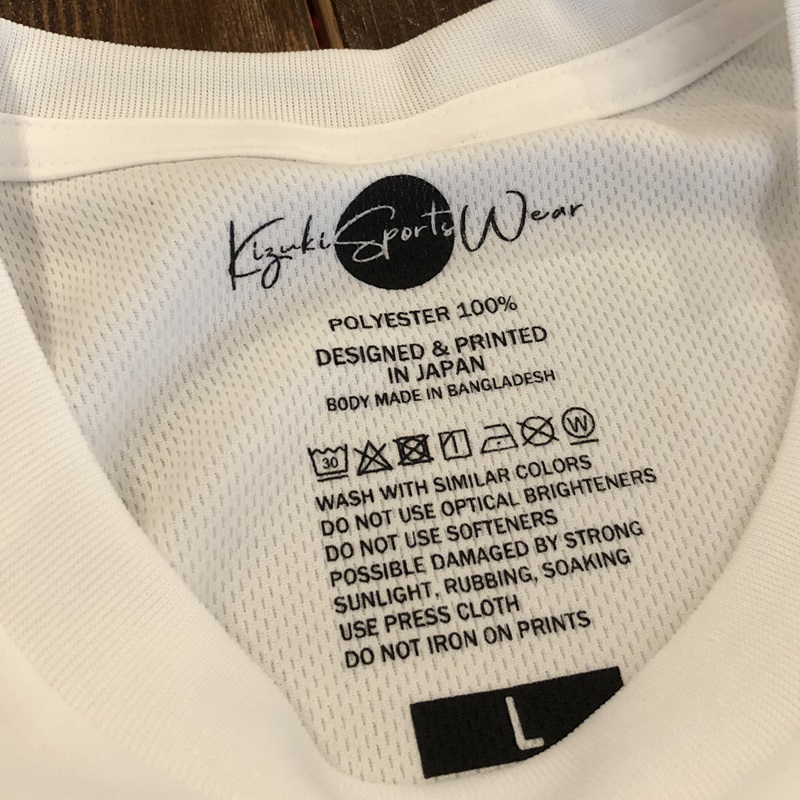 Kizuki Sports Wear
POLYESTER 100%
DESIGNED & PRINTED
IN JAPAN
BODY MADE IN BANGLADESH
30 W
WASH WITH SIMILAR COLORS
DO NOT USE OPTICAL BRIGHTENERS
DO NOT USE SOFTENERS
POSSIBLE DAMAGED BY STRONG
SUNLIGHT, RUBBING, SOAKING
USE PRESS CLOTH
DO NOT IRON ON PRINTS
L